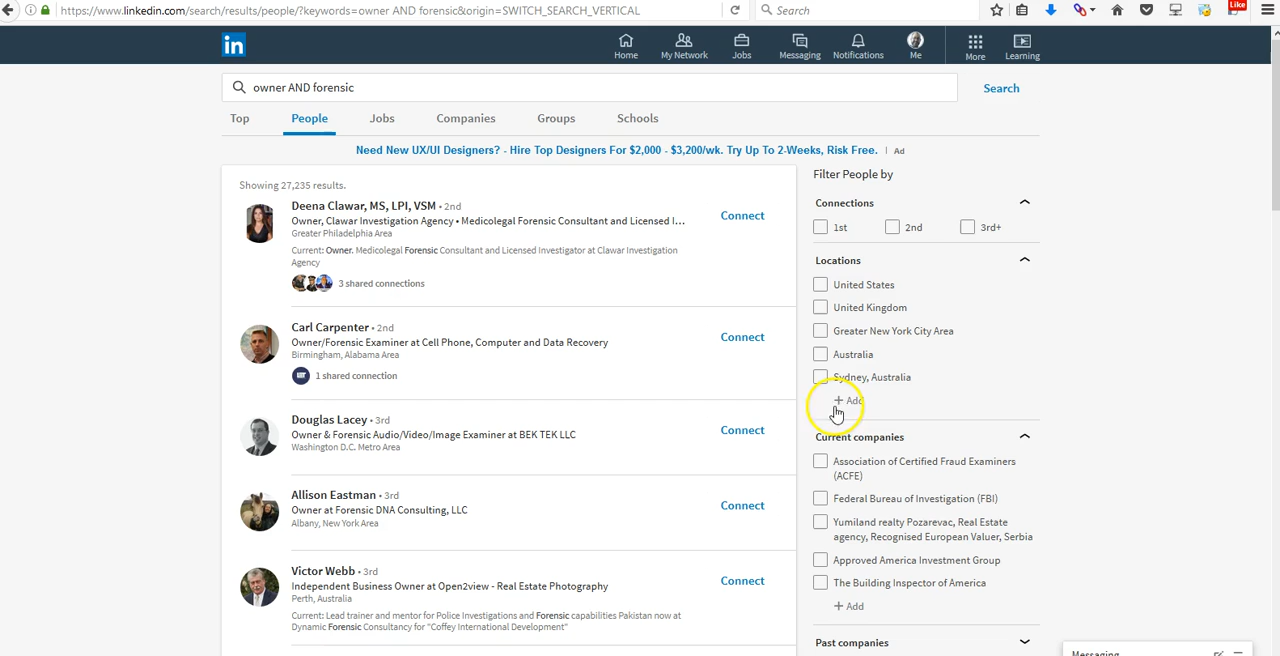 https://www.linkedin.com/search/results/people/?keywords=owner AND forensic&origin=SWITCH_SEARCH_VERTICAL
Search
Like
in
Home
My Network
Jobs
Messaging
Notifications
Me
More
Learning
owner AND forensic
Search
Top
People
Jobs
Companies
Groups
Schools
Need New UX/UI Designers? - Hire Top Designers For $2,000 - $3,200/wk. Try Up To 2-Weeks, Risk Free. | Ad
Showing 27,235 results.
Deena Clawar, MS, LPI, VSM • 2nd
Owner, Clawar Investigation Agency • Medicolegal Forensic Consultant and Licensed I...
Greater Philadelphia Area
Current: Owner. Medicolegal Forensic Consultant and Licensed Investigator at Clawar Investigation
Agency
3 shared connections
Connect
Carl Carpenter • 2nd
Owner/Forensic Examiner at Cell Phone, Computer and Data Recovery
Birmingham, Alabama Area
1 shared connection
Connect
Douglas Lacey • 3rd
Owner & Forensic Audio/Video/Image Examiner at BEK TEK LLC
Washington D.C. Metro Area
Connect
Allison Eastman • 3rd
Owner at Forensic DNA Consulting, LLC
Albany, New York Area
Connect
Victor Webb • 3rd
Independent Business Owner at Open2view - Real Estate Photography
Perth, Australia
Current: Lead trainer and mentor for Police Investigations and Forensic capabilities Pakistan now at
Dynamic Forensic Consultancy for "Coffey International Development"
Connect
Filter People by
Connections
1st
2nd
3rd+
Locations
United States
United Kingdom
Greater New York City Area
Australia
Sydney, Australia
+ Add
Current companies
Association of Certified Fraud Examiners
(ACFE)
Federal Bureau of Investigation (FBI)
Yumiland realty Pozarevac, Real Estate
agency, Recognised European Valuer, Serbia
Approved America Investment Group
The Building Inspector of America
+ Add
Past companies
Messaging